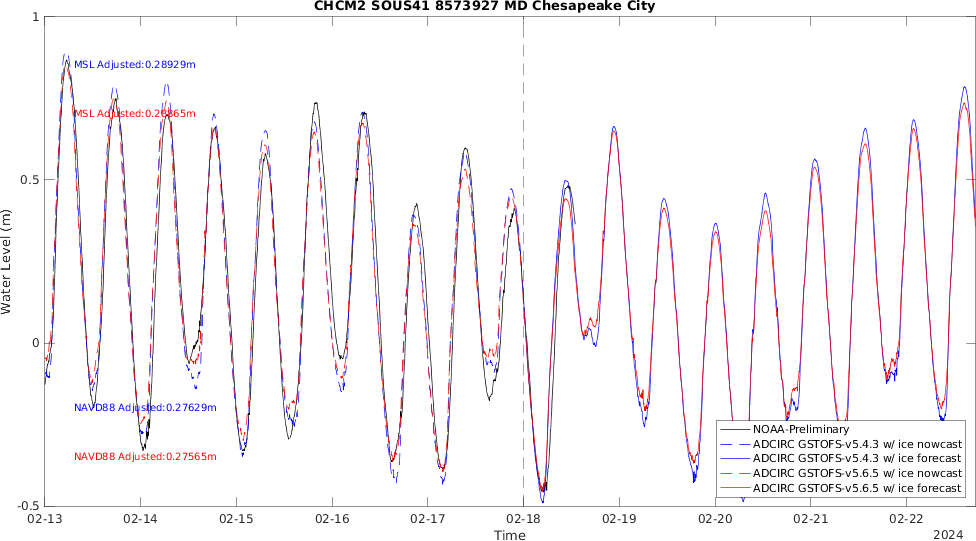 CHCM2 SOUS41 8573927 MD Chesapeake City
1
MSL Adjusted:0.28929m
MSL Adjusted:0.26865m
0.5
Water Level (m)
0
NAVD88 Adjusted:0.27629m
NAVD88 Adjusted:0.27565m
NOAA-Preliminary
ADCIRC GSTOFS-v5.4.3 w/ ice nowcast
ADCIRC GSTOFS-v5.4.3 w/ ice forecast
ADCIRC GSTOFS-v5.6.5 w/ ice nowcast
ADCIRC GSTOFS-v5.6.5 w/ ice forecast
-0.5
02-13 02-14 02-15 02-16 02-17 02-18 02-19 02-20 02-21 02-22
Time
2024